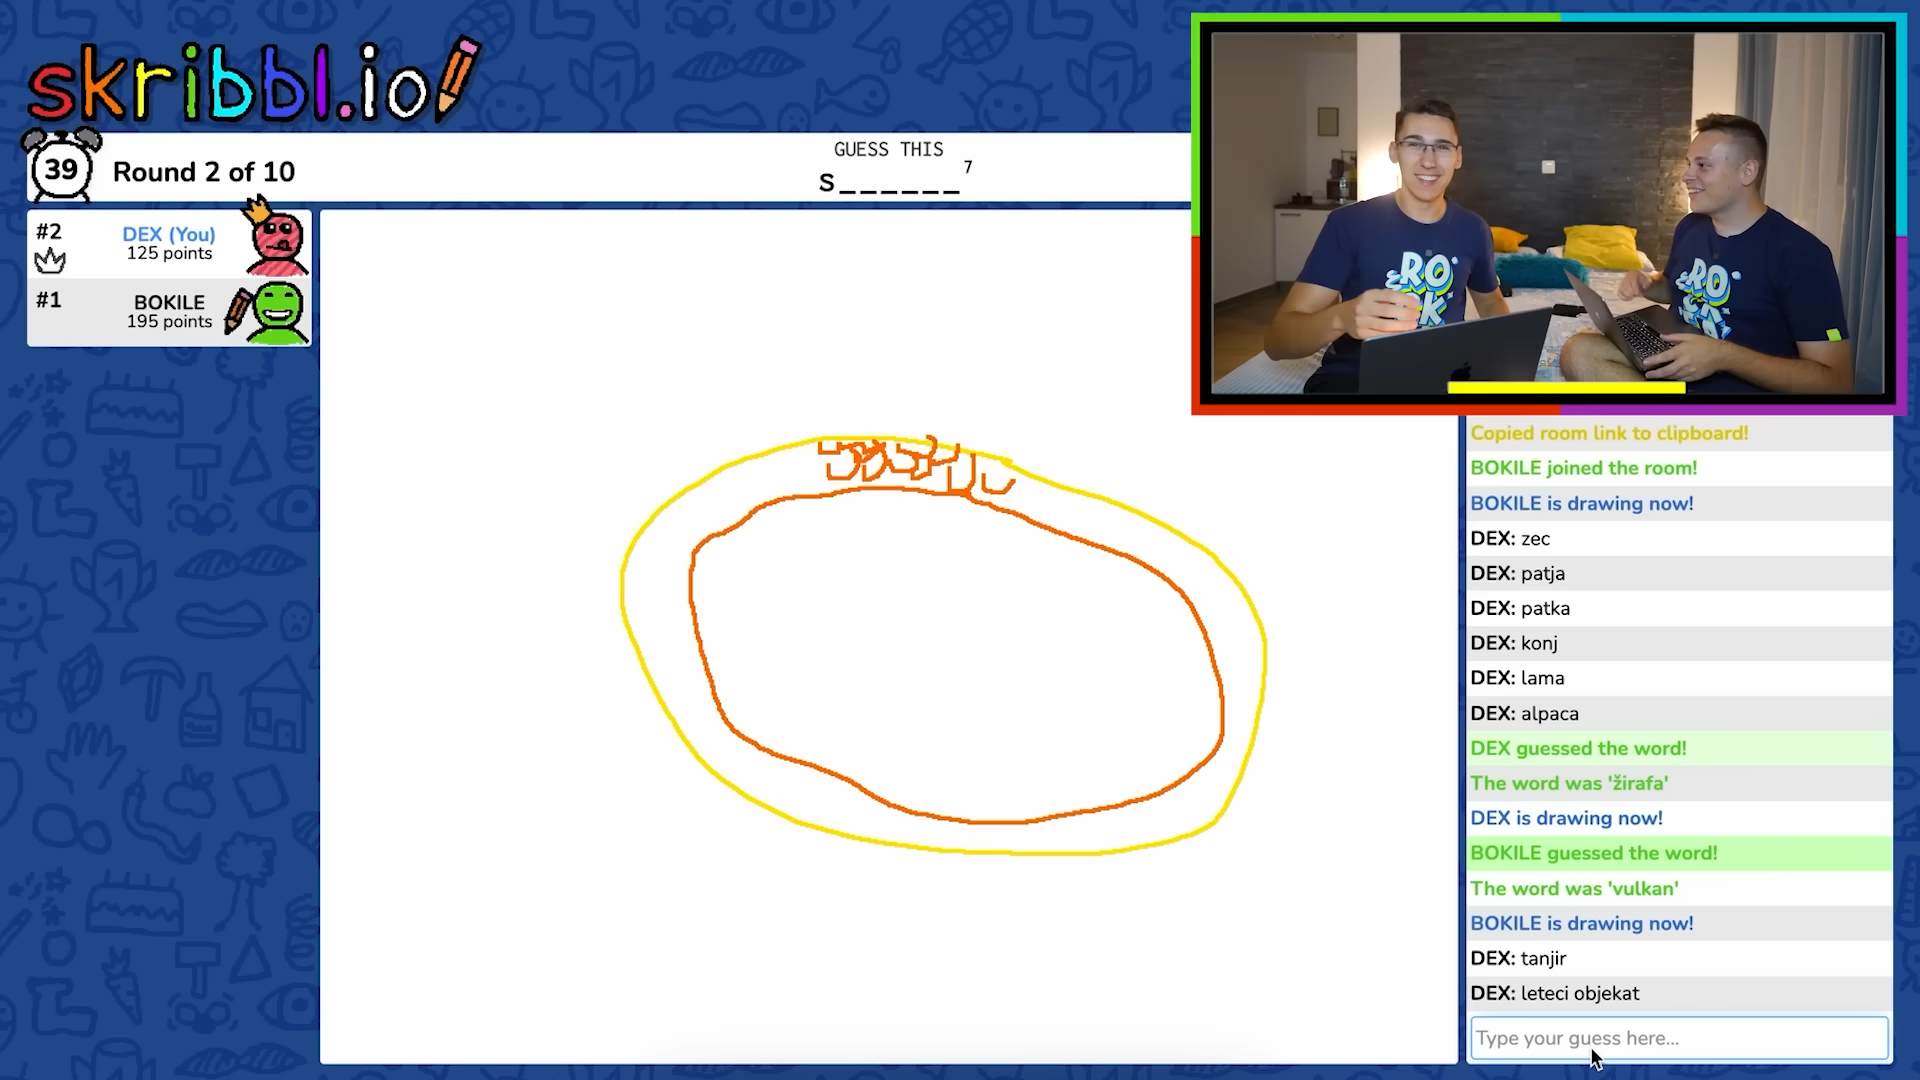 skribbl.io
39
Round 2 of 10
GUESS THIS
S______ 7
#2
DEX (You)
125 points
#1
BOKILE
195 points
Copied room link to clipboard!
BOKILE joined the room!
BOKILE is drawing now!
DEX: zec
DEX: patja
DEX: patka
DEX: konj
DEX: lama
DEX: alpaca
DEX guessed the word!
The word was 'žirafa'
DEX is drawing now!
BOKILE guessed the word!
The word was 'vulkan'
BOKILE is drawing now!
DEX: tanjir
DEX: leteci objekat
Type your guess here...